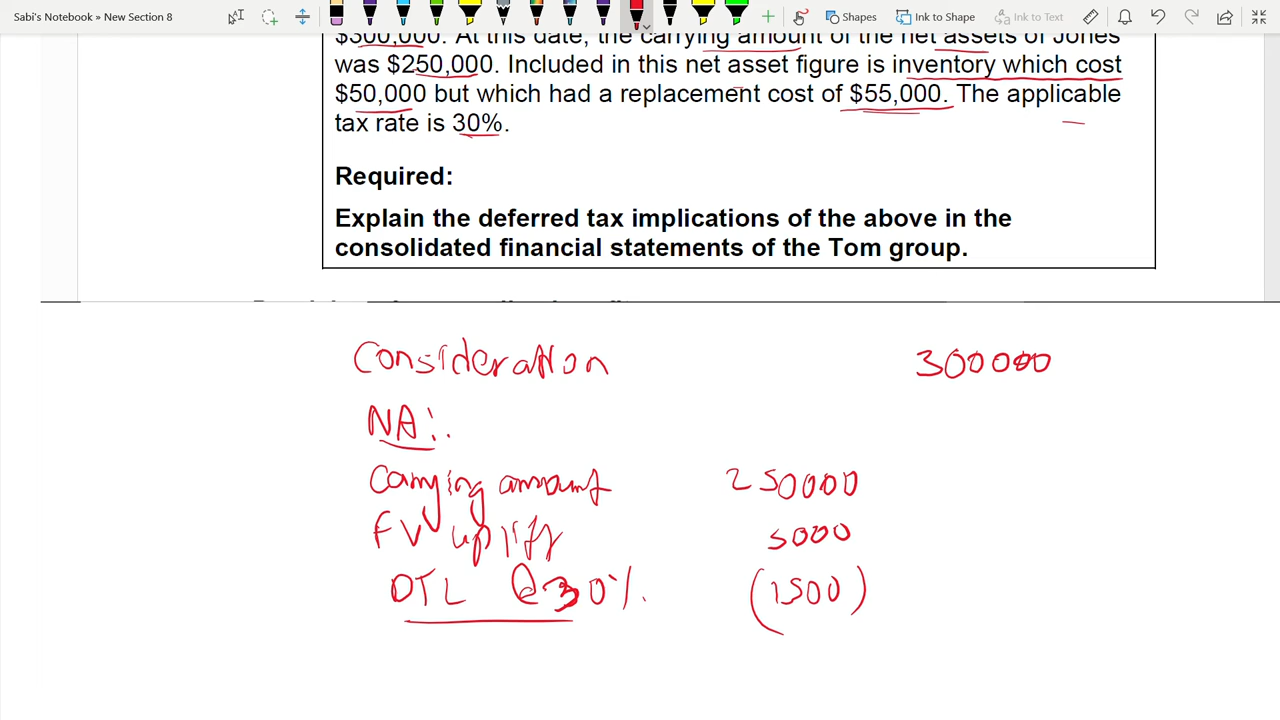 Sabi's Notebook » New Section 8
Shapes
Ink to Shape
Ink to Text
$300,000. At this date, the carrying amount of the net assets of Jones
was $250,000. Included in this net asset figure is inventory which cost
$50,000 but which had a replacement cost of $55,000. The applicable
tax rate is 30%.
Required:
Explain the deferred tax implications of the above in the
consolidated financial statements of the Tom group.
Consideration 300000
NA:.
Carrying amount 250000
FV uplift 5000
DTL @30%. (1500)